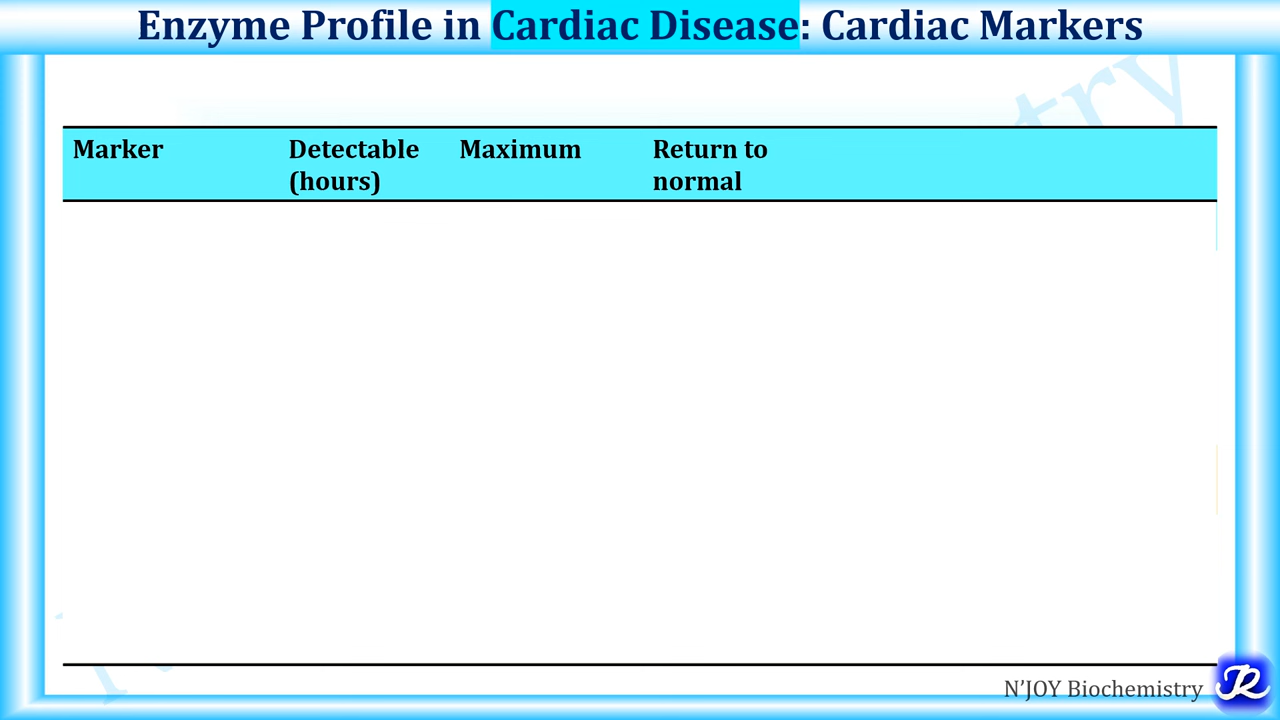 Enzyme Profile in Cardiac Disease: Cardiac Markers
Marker Detectable (hours) Maximum Return to normal
N'JOY Biochemistry